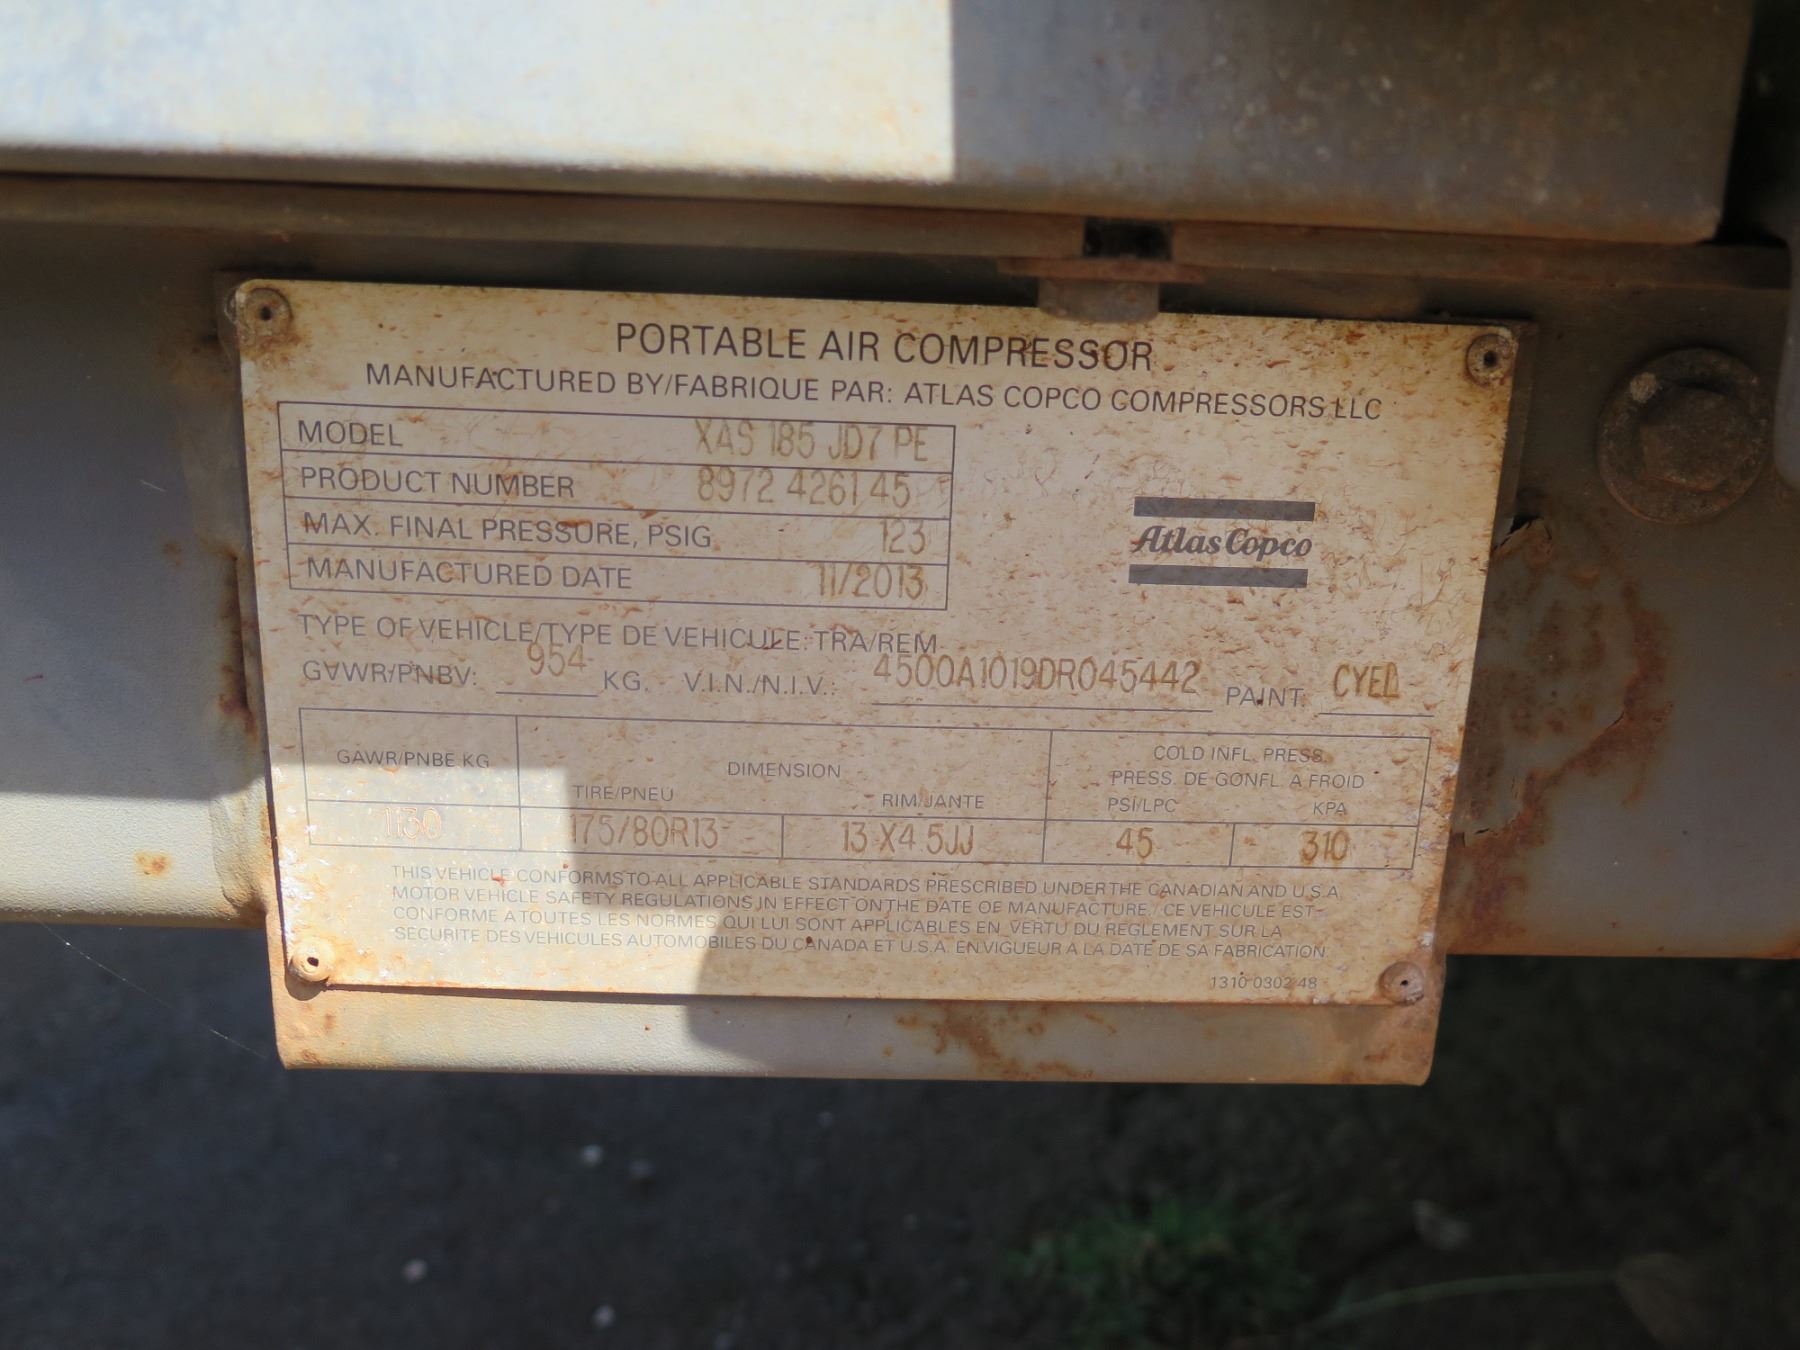 PORTABLE AIR COMPRESSOR
MANUFACTURED BY/FABRIQUE PAR: ATLAS COPCO COMPRESSORS LLC
MODEL XAS 185 JD7 PE
PRODUCT NUMBER 8972 4261 45
MAX. FINAL PRESSURE, PSIG 123
MANUFACTURED DATE 11/2013
Atlas Copco
TYPE OF VEHICLE/TYPE DE VEHICULE: TRA/REM
GVWR/PNBV: 954 KG. V.I.N./N.I.V.: 4500A1019DR045442 PAINT. CYEL
GAWR/PNBE KG DIMENSION COLD INFL. PRESS.
PRESS. DE GONFL. A FROID
TIRE/PNEU RIM/JANTE PSI/LPC KPA
1130 175/80R13 13 X4.5JJ 45 310
THIS VEHICLE CONFORMS TO ALL APPLICABLE STANDARDS PRESCRIBED UNDER THE CANADIAN AND U.S.A.
MOTOR VEHICLE SAFETY REGULATIONS IN EFFECT ON THE DATE OF MANUFACTURE./ CE VEHICULE EST
CONFORME A TOUTES LES NORMES QUI LUI SONT APPLICABLES EN VERTU DU REGLEMENT SUR LA
SECURITE DES VEHICULES AUTOMOBILES DU CANADA ET U.S.A. EN VIGUEUR A LA DATE DE SA FABRICATION.
1310 0302 48